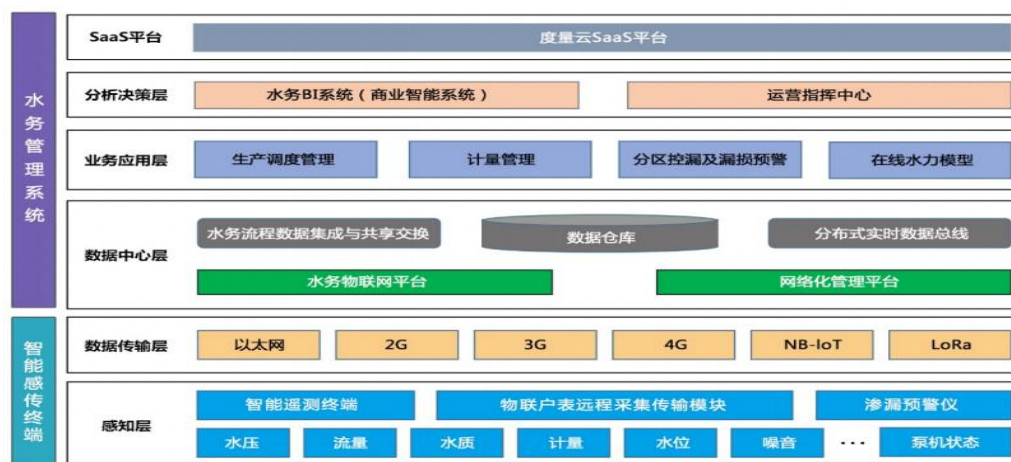 水务管理系统
SaaS平台
度量云SaaS平台
分析决策层
水务BI系统（商业智能系统）
运营指挥中心
业务应用层
生产调度管理
计量管理
分区控漏及漏损预警
在线水力模型
数据中心层
水务流程数据集成与共享交换
数据仓库
分布式实时数据总线
水务物联网平台
网络化管理平台
智能感传终端
数据传输层
以太网
2G
3G
4G
NB-IoT
LoRa
感知层
智能遥测终端
物联户表远程采集传输模块
渗漏预警仪
水压
流量
水质
计量
水位
噪音
···
泵机状态